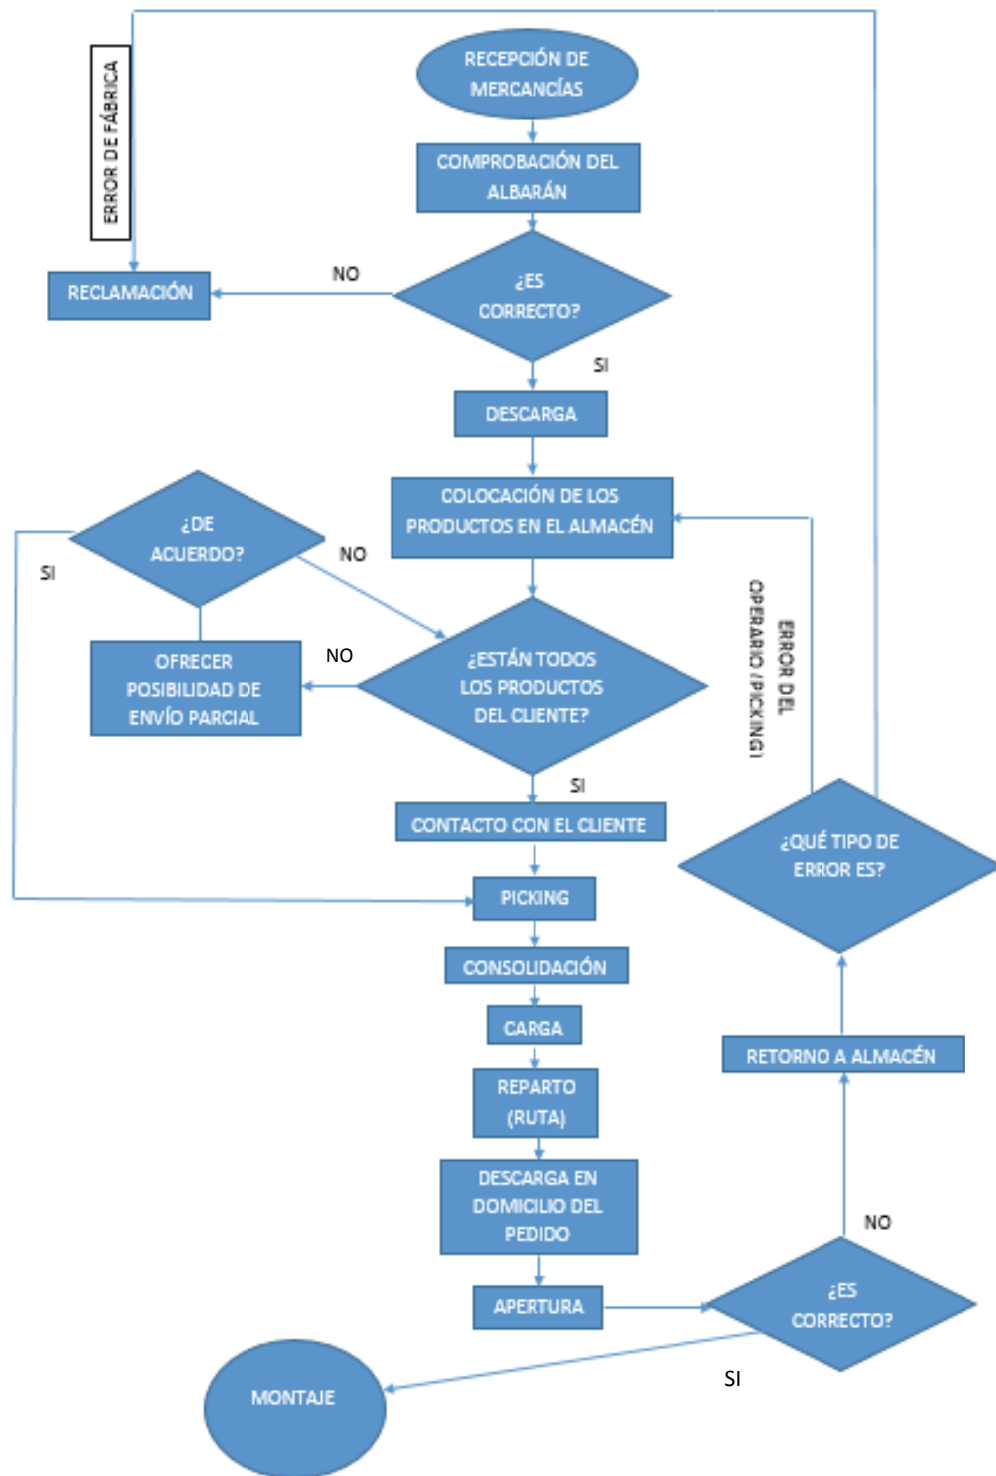 RECEPCIÓN DE
MERCANCÍAS
ERROR DE FÁBRICA
COMPROBACIÓN DEL
ALBARÁN
¿ES
CORRECTO?
NO
RECLAMACIÓN
SI
DESCARGA
COLOCACIÓN DE LOS
PRODUCTOS EN EL ALMACÉN
¿DE
ACUERDO?
NO
SI
OFRECER
POSIBILIDAD DE
ENVÍO PARCIAL
NO
¿ESTÁN TODOS
LOS PRODUCTOS
DEL CLIENTE?
ERROR DEL
OPERARIO (PICKING)
SI
CONTACTO CON EL CLIENTE
¿QUÉ TIPO DE
ERROR ES?
PICKING
CONSOLIDACIÓN
CARGA
RETORNO A ALMACÉN
REPARTO
(RUTA)
DESCARGA EN
DOMICILIO DEL
PEDIDO
NO
APERTURA
¿ES
CORRECTO?
SI
MONTAJE